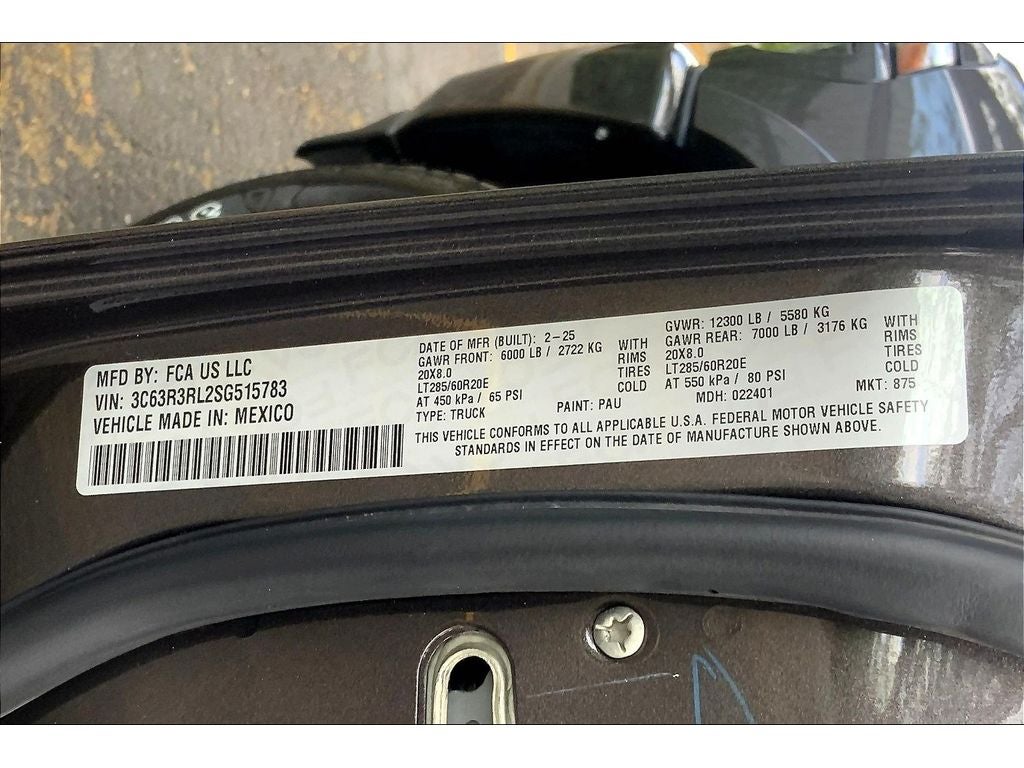 MFD BY: FCA US LLC
VIN: 3C63R3RL2SG515783
VEHICLE MADE IN: MEXICO
DATE OF MFR (BUILT): 2-25
GAWR FRONT: 6000 LB / 2722 KG WITH
20X8.0 RIMS
LT285/60R20E TIRES
AT 450 kPa / 65 PSI COLD
TYPE: TRUCK PAINT: PAU
GVWR: 12300 LB / 5580 KG
GAWR REAR: 7000 LB / 3176 KG WITH
20X8.0 RIMS
LT285/60R20E TIRES
AT 550 kPa / 80 PSI COLD
MDH: 022401 MKT: 875
THIS VEHICLE CONFORMS TO ALL APPLICABLE U.S.A. FEDERAL MOTOR VEHICLE SAFETY
STANDARDS IN EFFECT ON THE DATE OF MANUFACTURE SHOWN ABOVE.